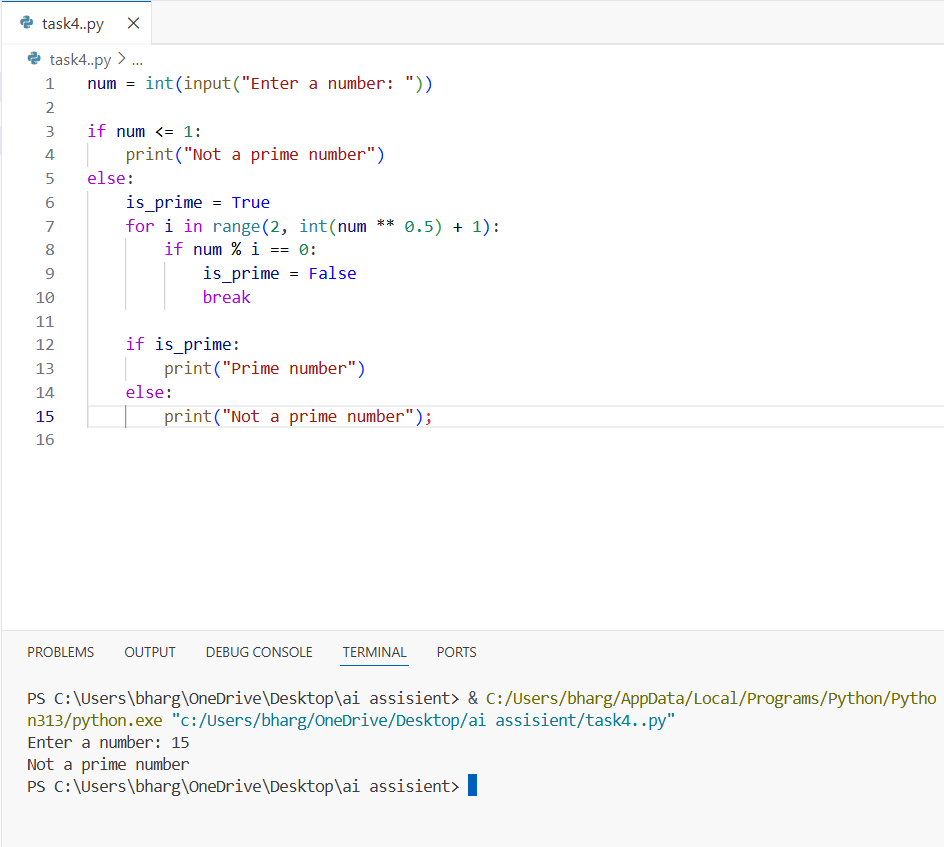 task4..py
task4..py > ...
1 num = int(input("Enter a number: "))
2
3 if num <= 1:
4     print("Not a prime number")
5 else:
6     is_prime = True
7     for i in range(2, int(num ** 0.5) + 1):
8         if num % i == 0:
9             is_prime = False
10             break
11
12     if is_prime:
13         print("Prime number")
14     else:
15         print("Not a prime number");
16
PROBLEMS OUTPUT DEBUG CONSOLE TERMINAL PORTS
PS C:\Users\bharg\OneDrive\Desktop\ai assisient> & C:/Users/bharg/AppData/Local/Programs/Python/Pytho
n313/python.exe "c:/Users/bharg/OneDrive/Desktop/ai assisient/task4..py"
Enter a number: 15
Not a prime number
PS C:\Users\bharg\OneDrive\Desktop\ai assisient>